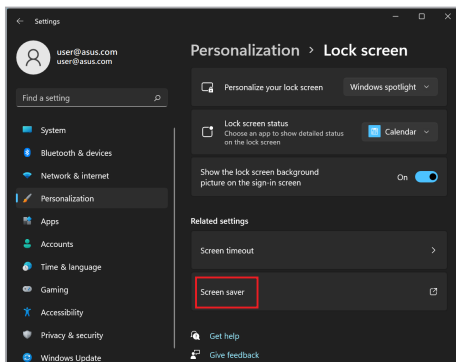 Settings
user@asus.com
user@asus.com
Find a setting
System
Bluetooth & devices
Network & internet
Personalization
Apps
Accounts
Time & language
Gaming
Accessibility
Privacy & security
Windows Update
Personalization > Lock screen
Personalize your lock screen
Windows spotlight
Lock screen status
Choose an app to show detailed status
on the lock screen
Calendar
Show the lock screen background
picture on the sign-in screen
On
Related settings
Screen timeout
Screen saver
Get help
Give feedback